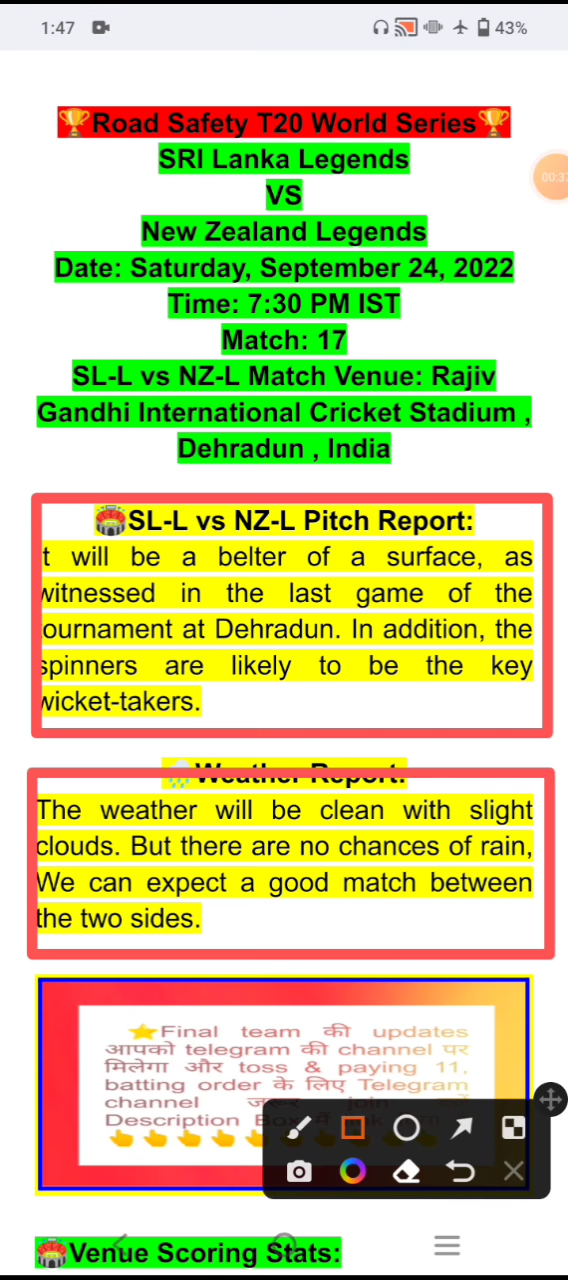 1:47
43%
🏆Road Safety T20 World Series🏆
SRI Lanka Legends
VS
New Zealand Legends
Date: Saturday, September 24, 2022
Time: 7:30 PM IST
Match: 17
SL-L vs NZ-L Match Venue: Rajiv
Gandhi International Cricket Stadium ,
Dehradun , India
SL-L vs NZ-L Pitch Report:
t will be a belter of a surface, as
witnessed in the last game of the
ournament at Dehradun. In addition, the
spinners are likely to be the key
wicket-takers.
Weather Report:
The weather will be clean with slight
clouds. But there are no chances of rain,
We can expect a good match between
the two sides.
⭐Final team की updates
आपको telegram की channel पर
मिलेगा और toss & paying 11,
batting order के लिए Telegram
channel join
Description
Venue Scoring Stats: